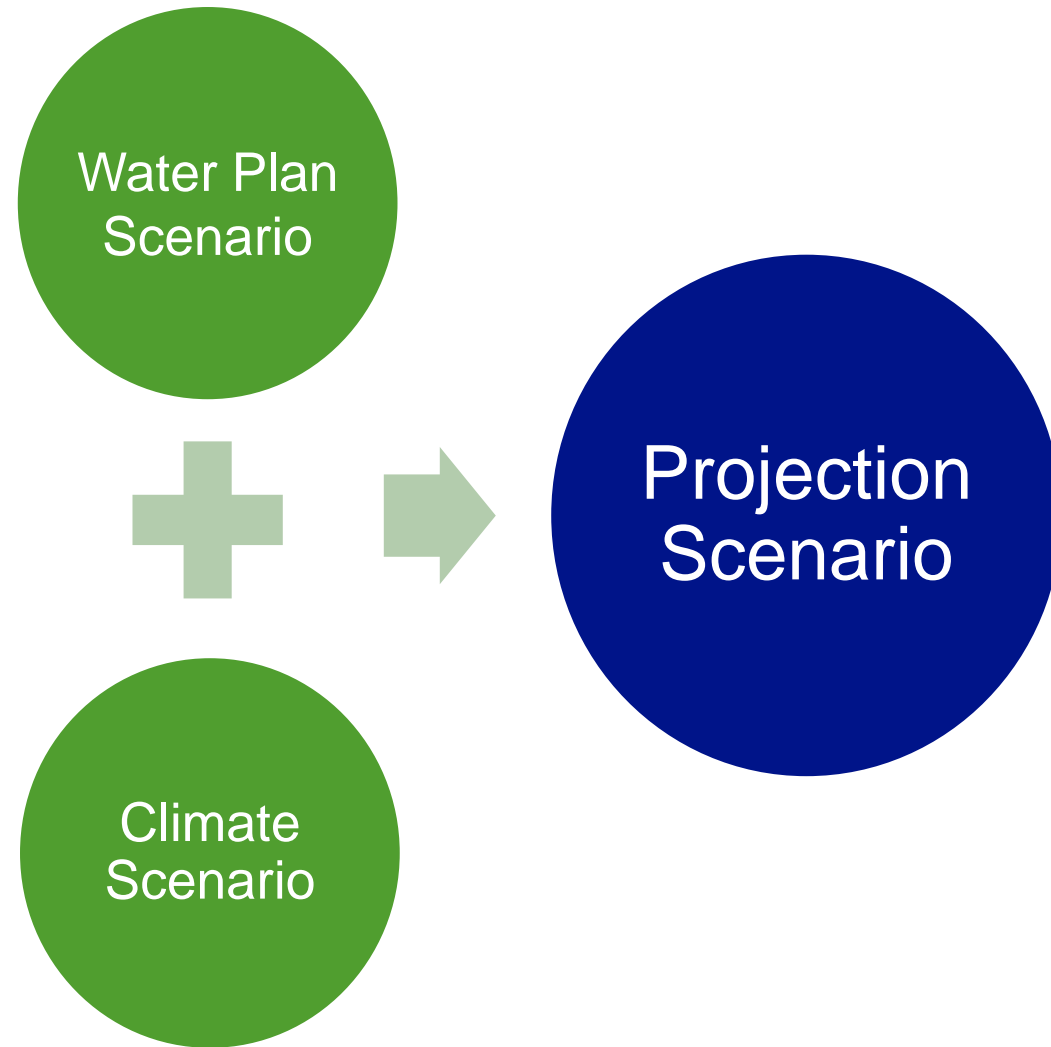 Water Plan
Scenario
Projection
Scenario
Climate
Scenario